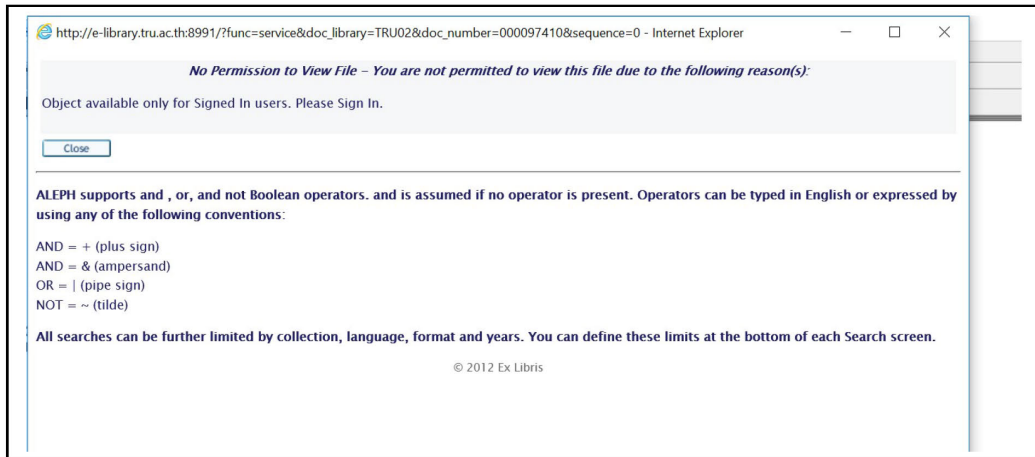 http://e-library.tru.ac.th:8991/?func=service&doc_library=TRU02&doc_number=000097410&sequence=0 - Internet Explorer
No Permission to View File – You are not permitted to view this file due to the following reason(s):
Object available only for Signed In users. Please Sign In.
Close
ALEPH supports and , or, and not Boolean operators. and is assumed if no operator is present. Operators can be typed in English or expressed by
using any of the following conventions:
AND = + (plus sign)
AND = & (ampersand)
OR = | (pipe sign)
NOT = ~ (tilde)
All searches can be further limited by collection, language, format and years. You can define these limits at the bottom of each Search screen.
© 2012 Ex Libris